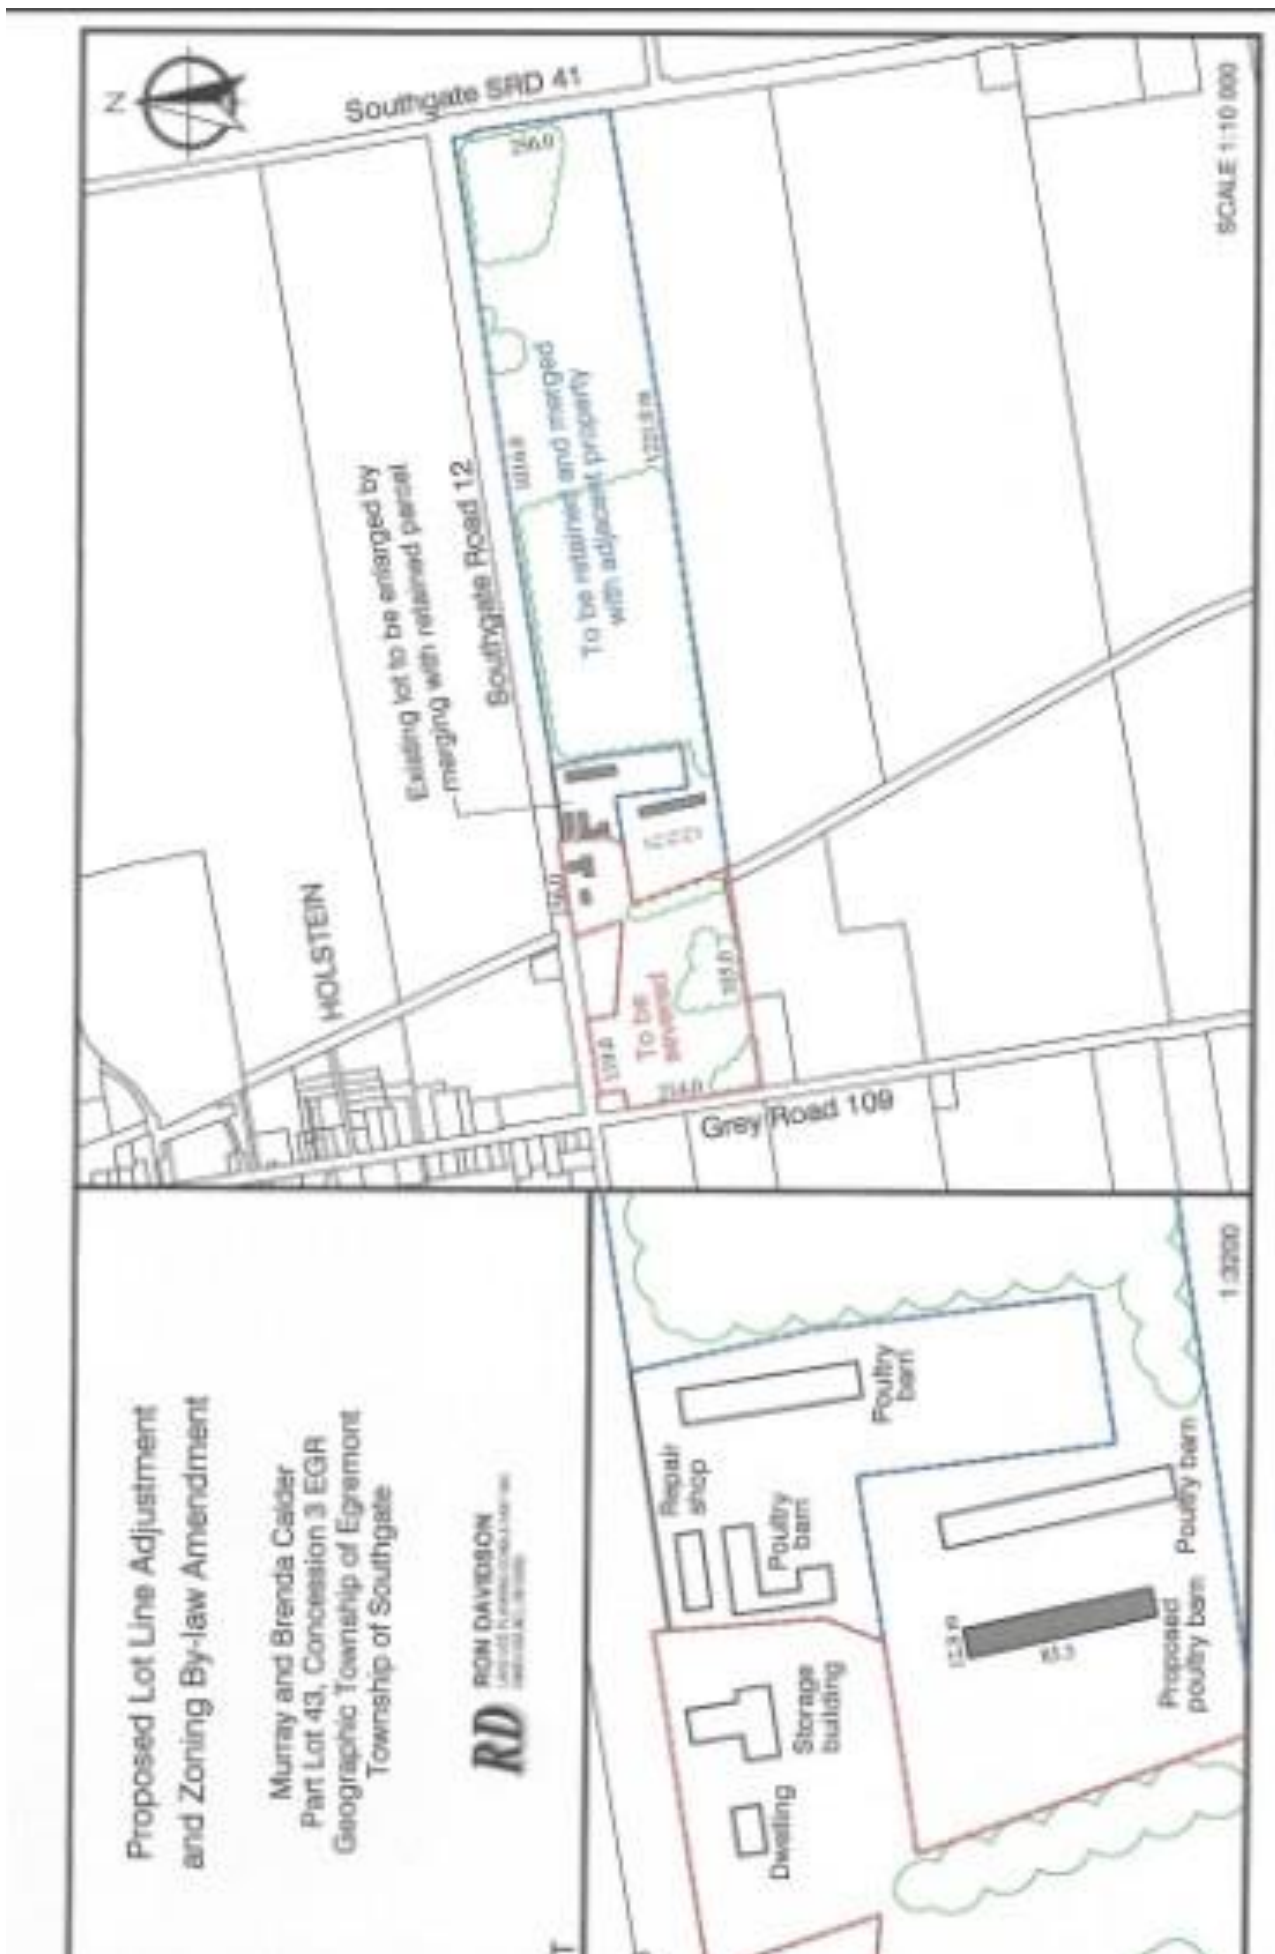 Proposed Lot Line Adjustment
and Zoning By-law Amendment
Murray and Brenda Calder
Part Lot 43, Concession 3 EGR
Geographic Township of Egremont
Township of Southgate
RD
RON DAVIDSON
N
Southgate SRD 41
256.0
HOLSTEIN
Existing lot to be enlarged by
merging with retained parcel
Southgate Road 12
To be retained and merged
with adjacent property
To be
severed
Grey Road 109
SCALE 1:10 000
Repair
shop
Poultry
barn
Poultry
barn
Storage
building
Dwelling
Poultry barn
Proposed
poultry barn
1:3200